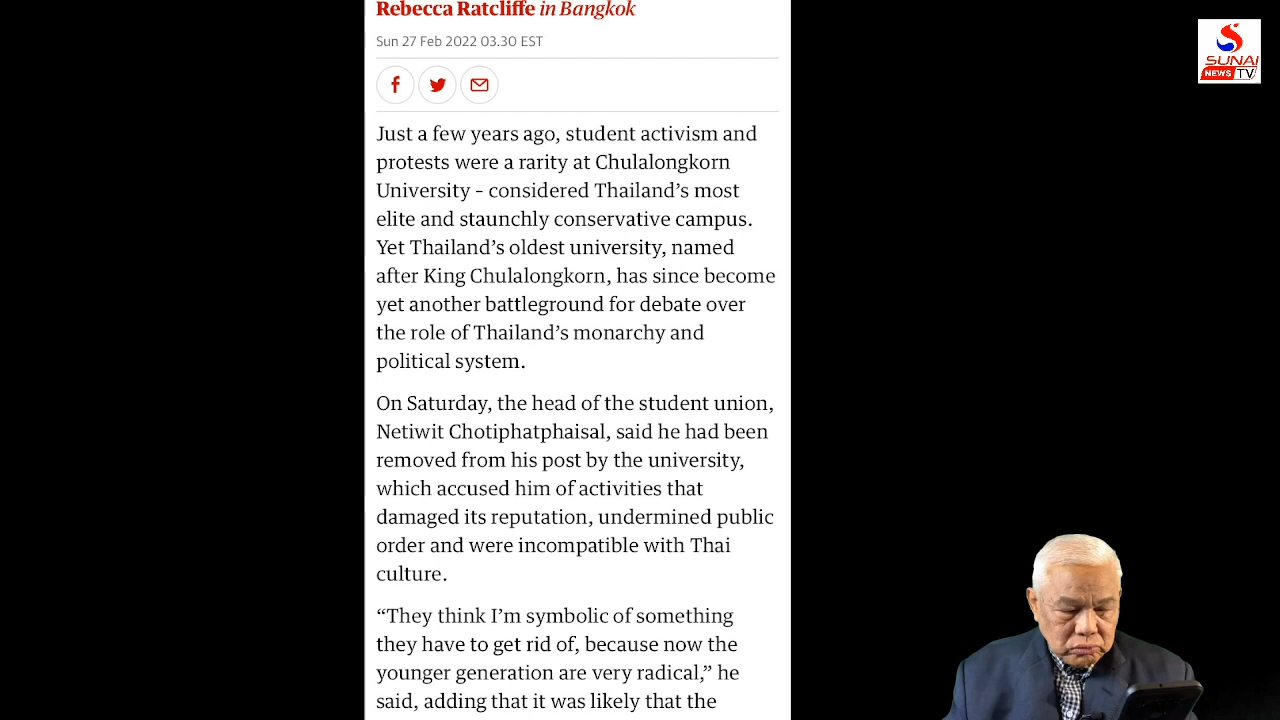 Rebecca Ratcliffe in Bangkok
Sun 27 Feb 2022 03.30 EST
Just a few years ago, student activism and
protests were a rarity at Chulalongkorn
University – considered Thailand’s most
elite and staunchly conservative campus.
Yet Thailand’s oldest university, named
after King Chulalongkorn, has since become
yet another battleground for debate over
the role of Thailand’s monarchy and
political system.
On Saturday, the head of the student union,
Netiwit Chotiphatphaisal, said he had been
removed from his post by the university,
which accused him of activities that
damaged its reputation, undermined public
order and were incompatible with Thai
culture.
“They think I’m symbolic of something
they have to get rid of, because now the
younger generation are very radical,” he
said, adding that it was likely that the
SUNAI
NEWS TV